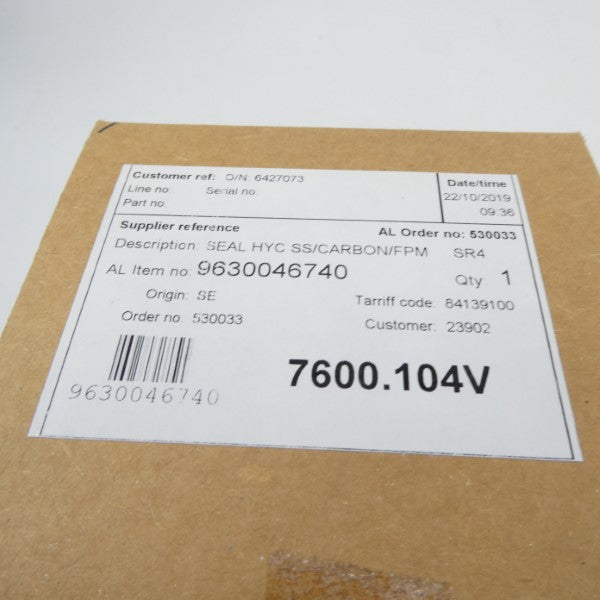 Customer ref: O/N: 6427073
Line no: Serial no:
Part no:
Date/time
22/10/2019
09:36
Supplier reference AL Order no: 530033
Description: SEAL HYC SS/CARBON/FPM SR4
AL Item no: 9630046740 Qty: 1
Origin: SE Tarriff code: 84139100
Order no: 530033 Customer: 23902
7600.104V
9630046740